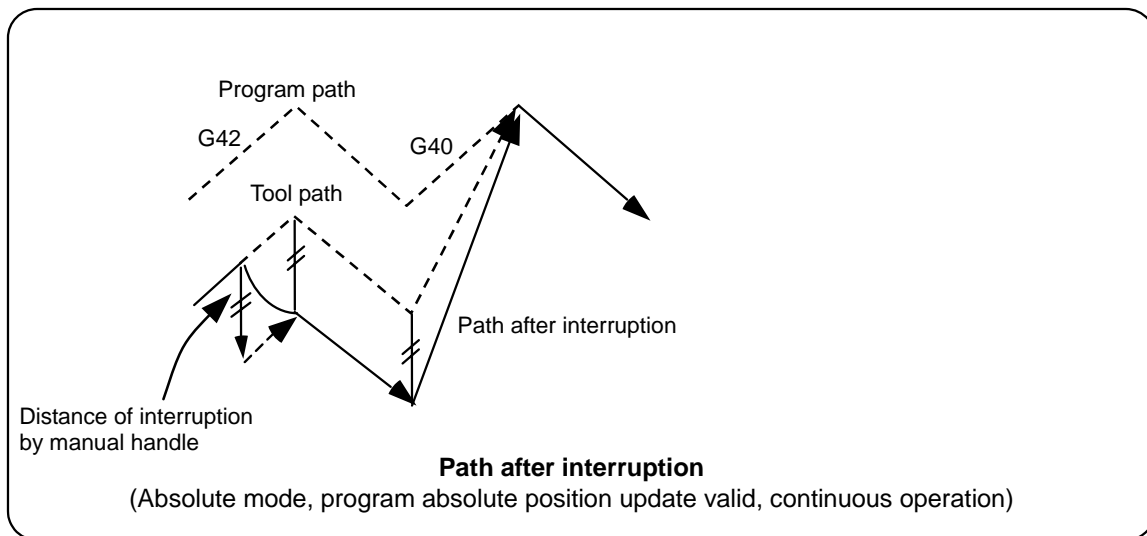 Program path
G42
G40
Tool path
Path after interruption
Distance of interruption
by manual handle
Path after interruption
(Absolute mode, program absolute position update valid, continuous operation)